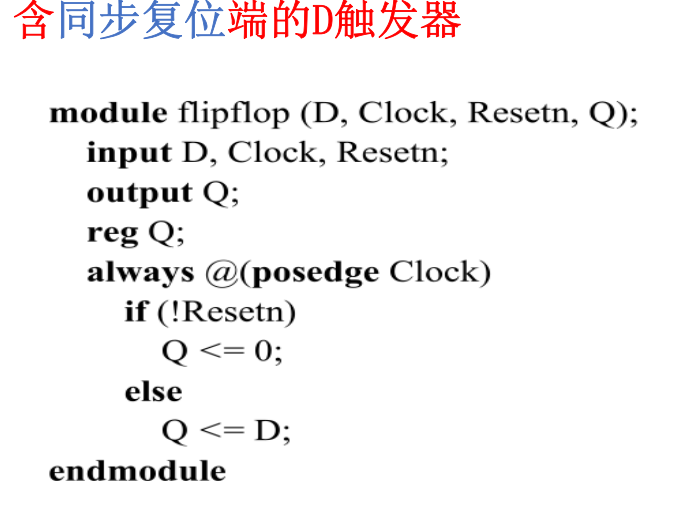 含同步复位端的D触发器
module flipflop (D, Clock, Resetn, Q);
input D, Clock, Resetn;
output Q;
reg Q;
always @(posedge Clock)
if (!Resetn)
Q <= 0;
else
Q <= D;
endmodule